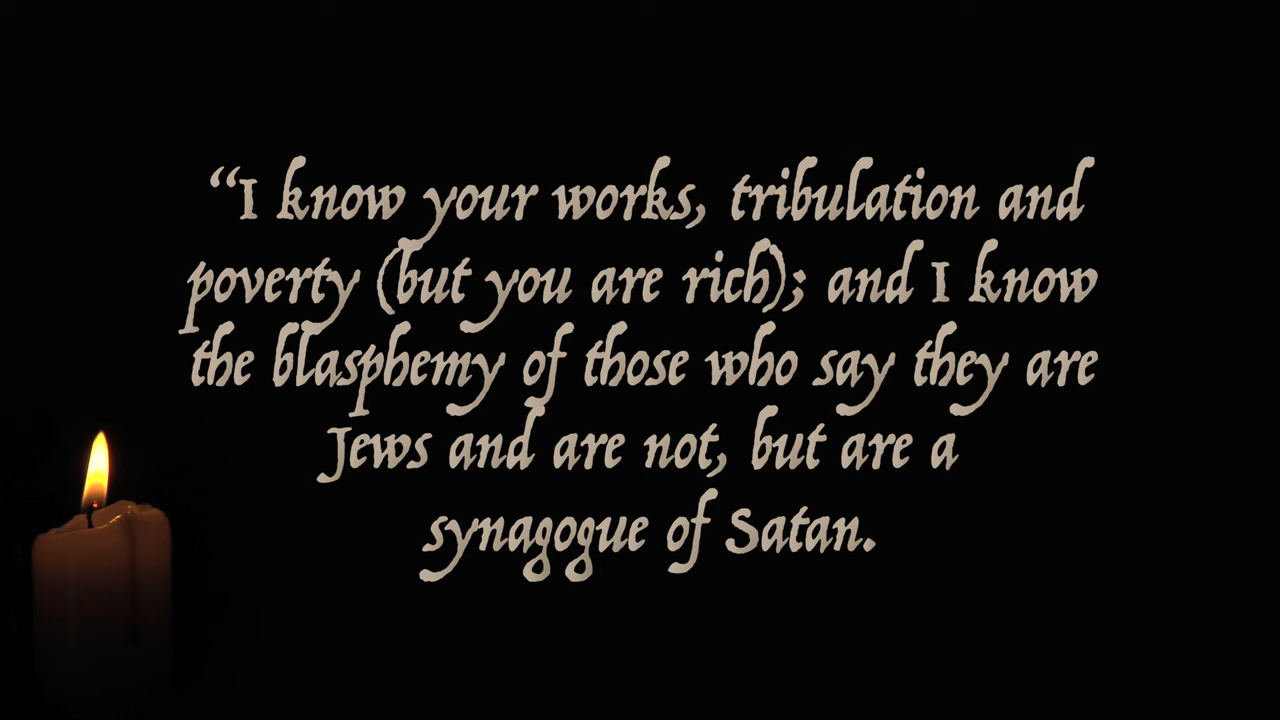 “I know your works, tribulation and
poverty (but you are rich); and I know
the blasphemy of those who say they are
Jews and are not, but are a
synagogue of Satan.